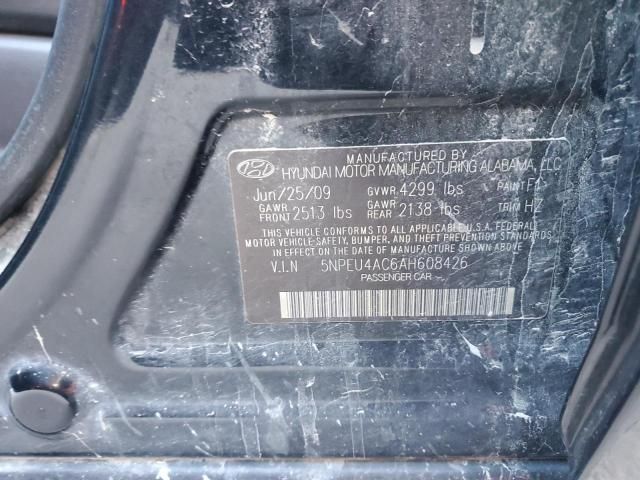 MANUFACTURED BY
HYUNDAI MOTOR MANUFACTURING ALABAMA, LLC
Jun/25/09 GVWR 4299 lbs PAINT
GAWR FRONT 2513 lbs GAWR REAR 2138 lbs TRIM HZ
THIS VEHICLE CONFORMS TO ALL APPLICABLE U.S.A. FEDERAL
MOTOR VEHICLE SAFETY, BUMPER, AND THEFT PREVENTION STANDARDS
IN EFFECT ON THE DATE OF MANUFACTURE SHOWN ABOVE.
V.I.N 5NPEU4AC6AH608426
PASSENGER CAR